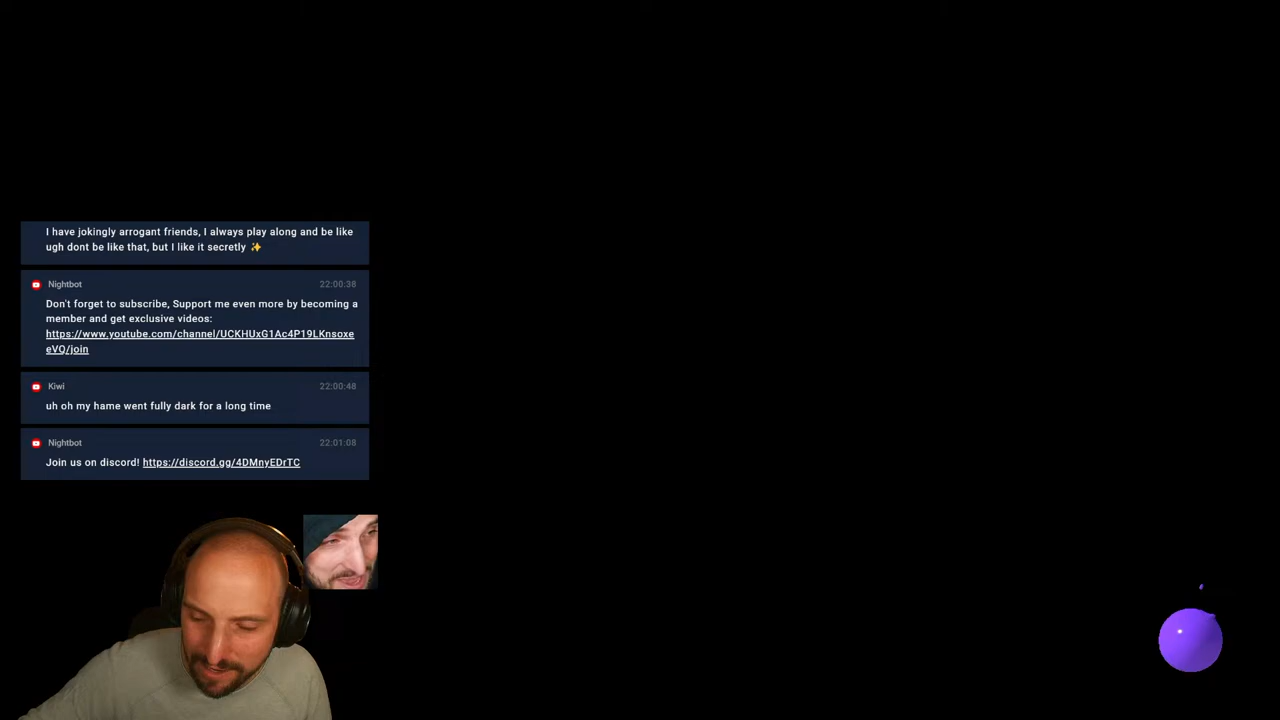 I have jokingly arrogant friends, I always play along and be like
ugh dont be like that, but I like it secretly ✨
Nightbot 22:00:38
Don't forget to subscribe, Support me even more by becoming a
member and get exclusive videos:
https://www.youtube.com/channel/UCKHUxG1Ac4P19LKnsoxe
eVQ/join
Kiwi 22:00:48
uh oh my hame went fully dark for a long time
Nightbot 22:01:08
Join us on discord! https://discord.gg/4DMnyEDrTC